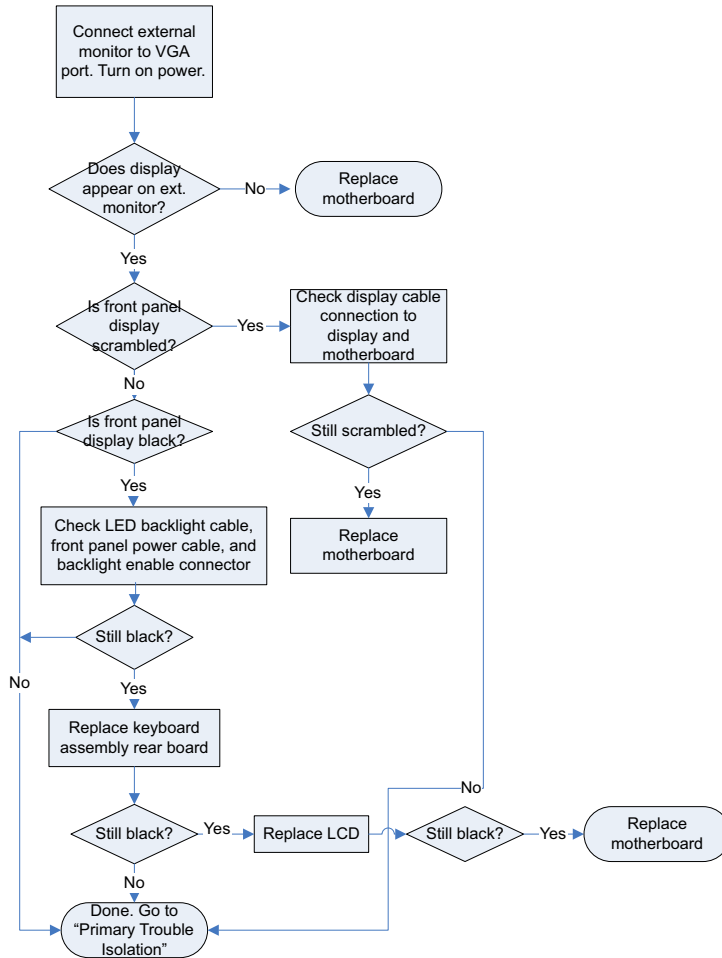 Connect external
monitor to VGA
port. Turn on power.
Does display
appear on ext.
monitor?
No
Replace
motherboard
Yes
Is front panel
display
scrambled?
Yes
Check display cable
connection to
display and
motherboard
No
Is front panel
display black?
Still scrambled?
Yes
Yes
Check LED backlight cable,
front panel power cable, and
backlight enable connector
Replace
motherboard
Still black?
No
Yes
Replace keyboard
assembly rear board
No
Still black?
Yes
Replace LCD
Still black?
Yes
Replace
motherboard
No
Done. Go to
“Primary Trouble
Isolation”